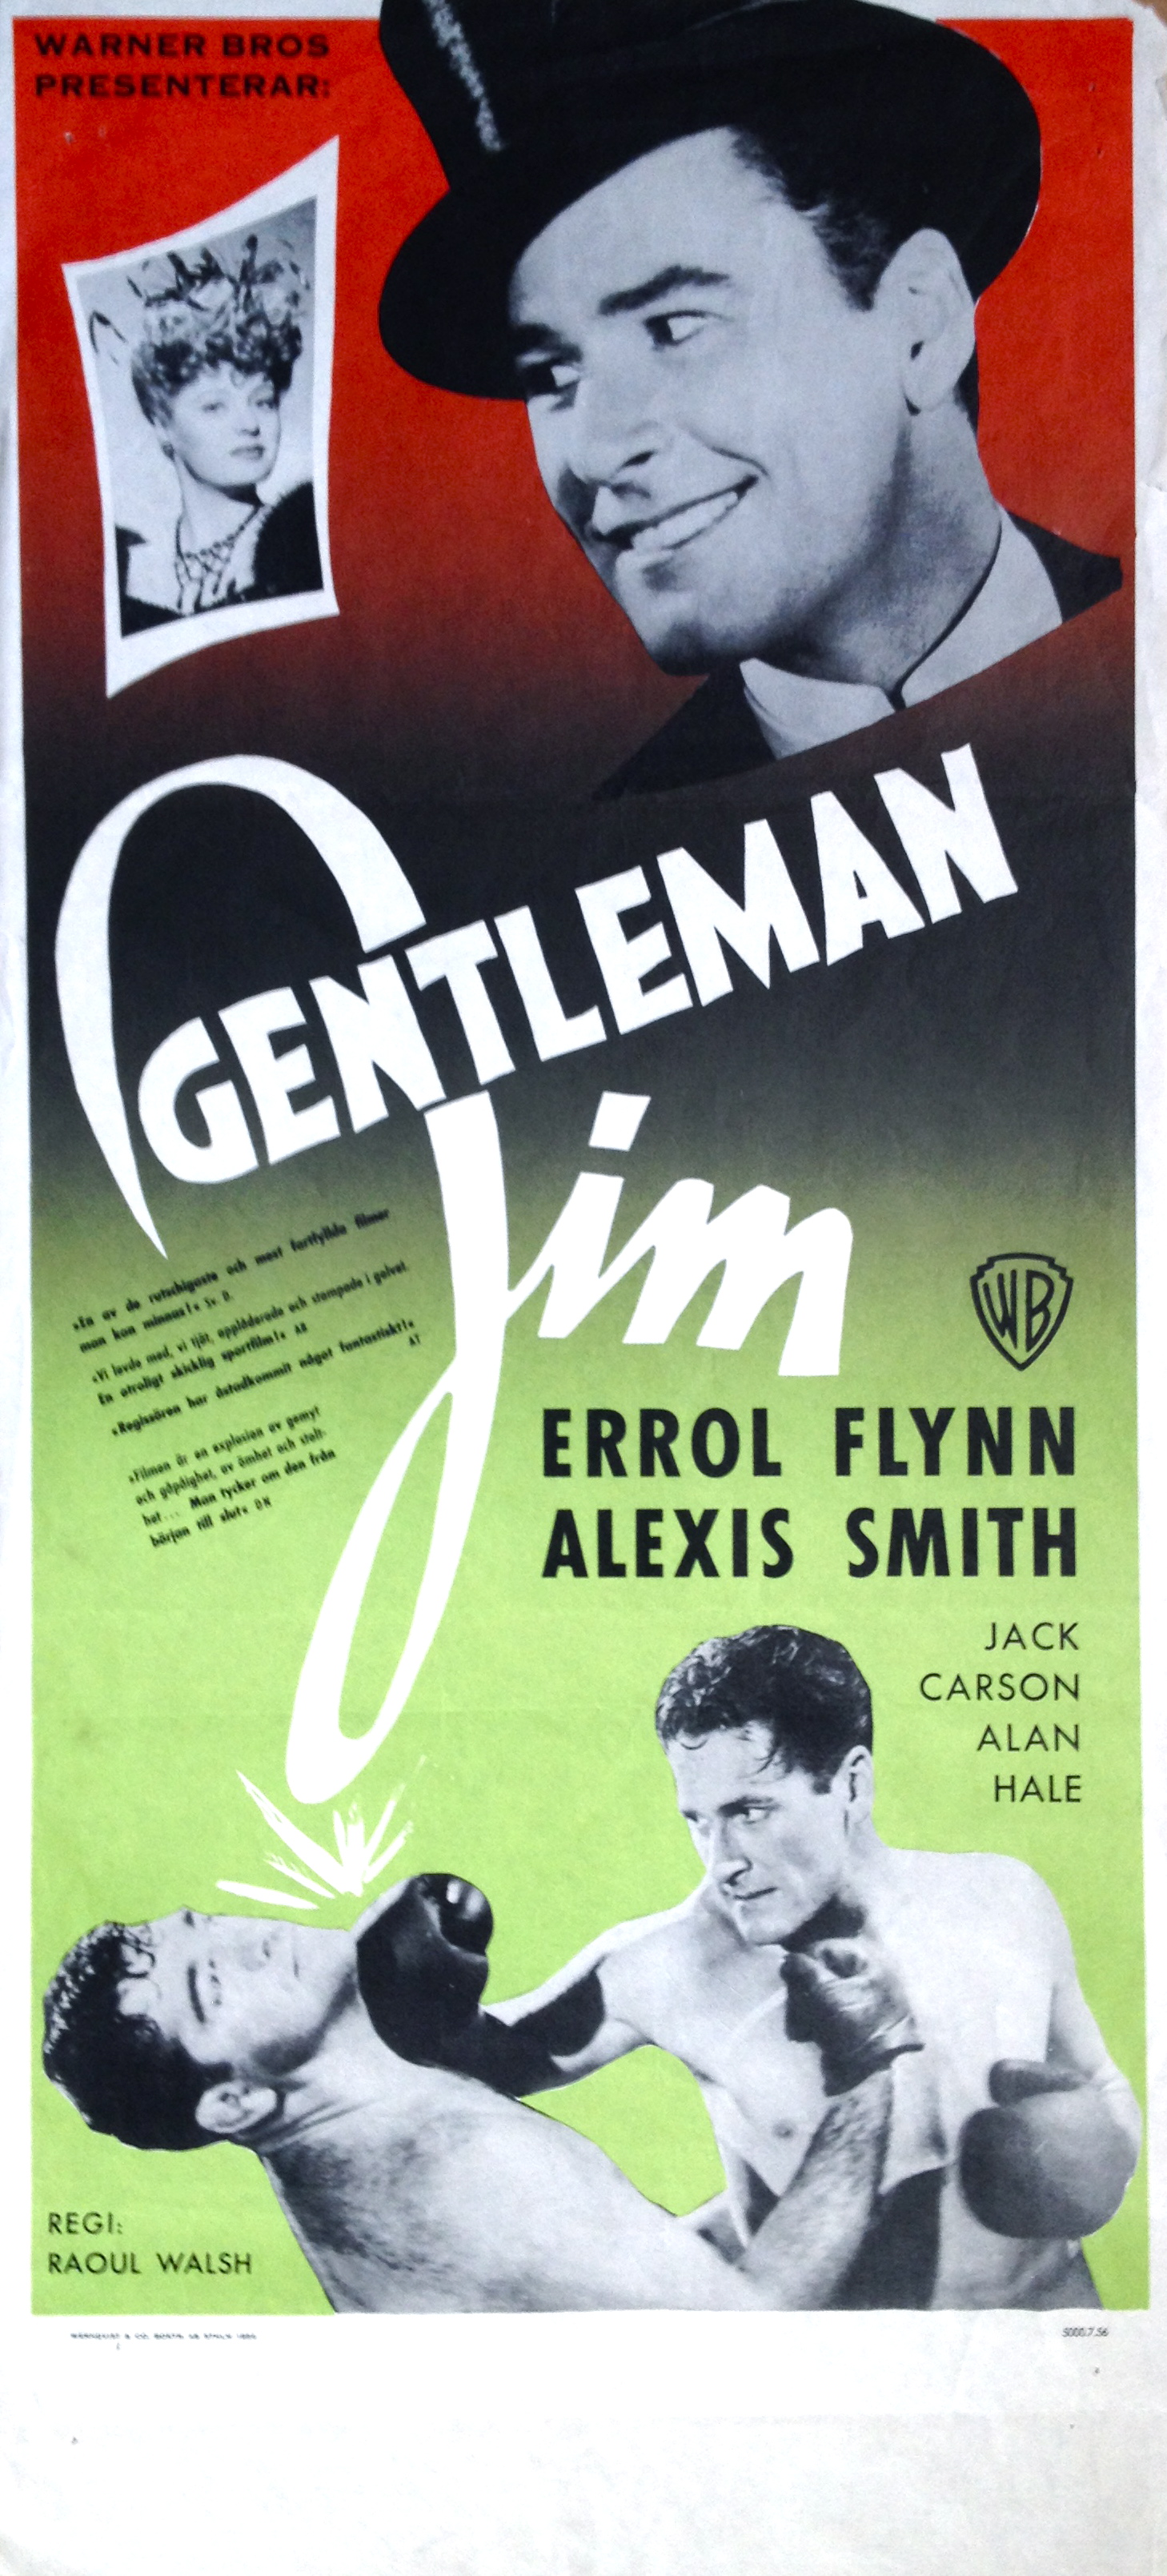 WARNER BROS
PRESENTERAR:
GENTLEMAN
Jim
»En av de rutschigaste och mest fartfyllda filmer
man kan minnas!« Sv. D.
»Vi levde med, vi tjöt, applåderade och stampade i golvet.
En otroligt skicklig sportfilm!« AB
»Regissören har åstadkommit något fantastiskt!«
AT
»Filmen är en explosion av gemyt
och gåpåighet, av ömhet och stolt-
het... Man tycker om den från
början till slut« DN
WB
ERROL FLYNN
ALEXIS SMITH
JACK
CARSON
ALAN
HALE
REGI:
RAOUL WALSH
& CO.
5000.7.56